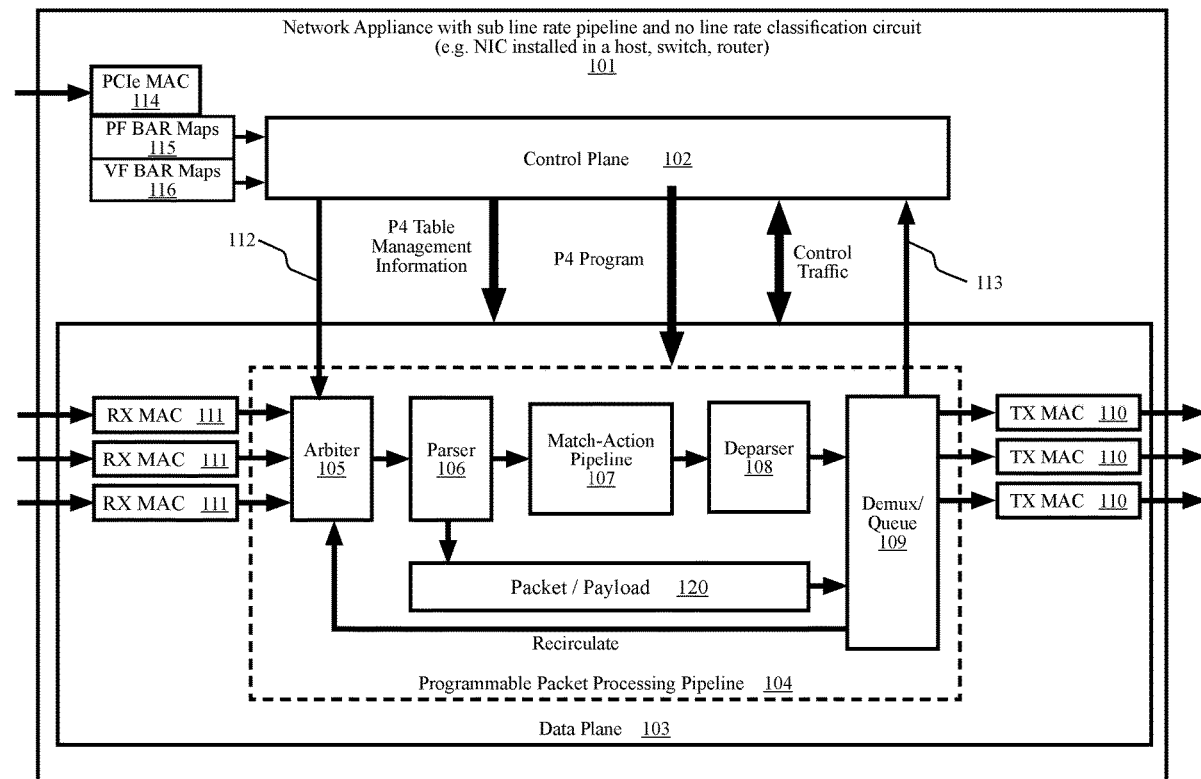 Network Appliance with sub line rate pipeline and no line rate classification circuit
(e.g. NIC installed in a host, switch, router)
101
PCIe MAC
114
PF BAR Maps
115
VF BAR Maps
116
Control Plane 102
112
P4 Table
Management
Information
P4 Program
Control
Traffic
113
RX MAC 111
RX MAC 111
RX MAC 111
Arbiter
105
Parser
106
Match-Action
Pipeline
107
Deparser
108
Demux/
Queue
109
TX MAC 110
TX MAC 110
TX MAC 110
Packet / Payload 120
Recirculate
Programmable Packet Processing Pipeline 104
Data Plane 103